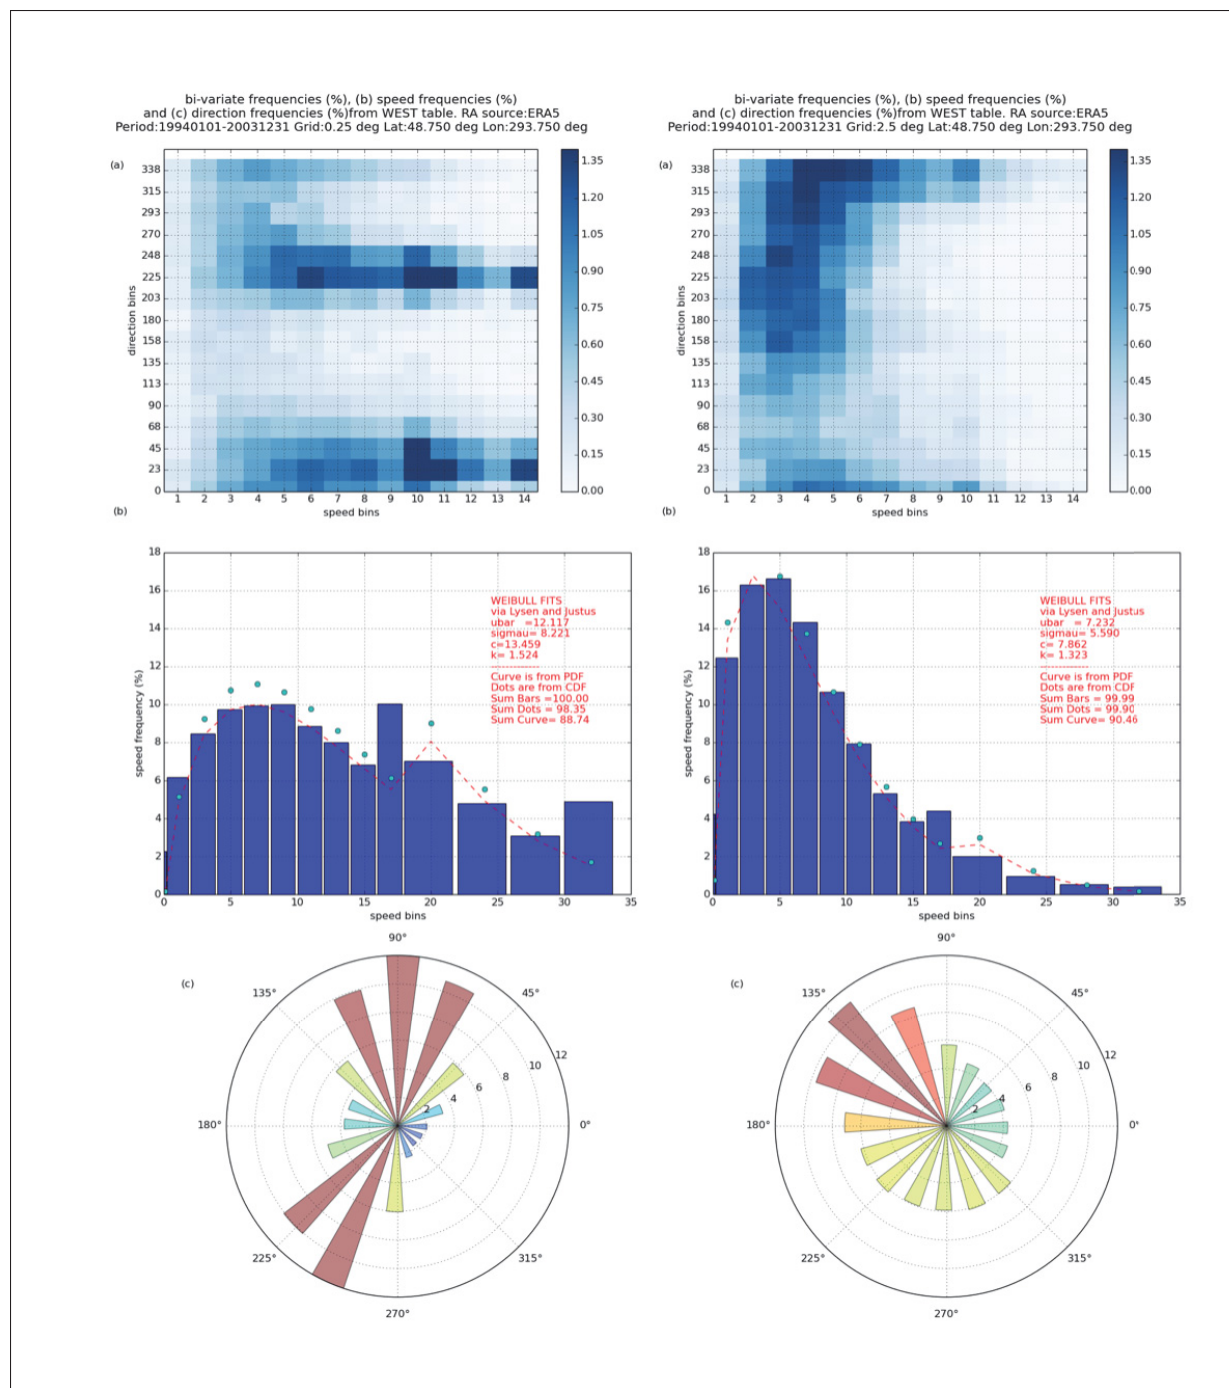 bi-variate frequencies (%), (b) speed frequencies (%)
and (c) direction frequencies (%)from WEST table. RA source:ERA5
Period:19940101-20031231 Grid:0.25 deg Lat:48.750 deg Lon:293.750 deg
(a)
direction bins
338
315
293
270
248
225
203
180
158
135
113
90
68
45
23
0
1 2 3 4 5 6 7 8 9 10 11 12 13 14
speed bins
1.35
1.20
1.05
0.90
0.75
0.60
0.45
0.30
0.15
0.00
(b)
speed frequency (%)
18
16
14
12
10
8
6
4
2
0
0 5 10 15 20 25 30 35
speed bins
WEIBULL FITS
via Lysen and Justus
ubar =12.117
sigmau= 8.221
c=13.459
k= 1.524
-------------
Curve is from PDF
Dots are from CDF
Sum Bars =100.00
Sum Dots = 98.35
Sum Curve= 88.74
(c)
90°
135°
45°
180°
0°
225°
315°
270°
2 4 6 8 10 12
bi-variate frequencies (%), (b) speed frequencies (%)
and (c) direction frequencies (%)from WEST table. RA source:ERA5
Period:19940101-20031231 Grid:2.5 deg Lat:48.750 deg Lon:293.750 deg
(a)
direction bins
338
315
293
270
248
225
203
180
158
135
113
90
68
45
23
0
1 2 3 4 5 6 7 8 9 10 11 12 13 14
speed bins
1.35
1.20
1.05
0.90
0.75
0.60
0.45
0.30
0.15
0.00
(b)
speed frequency (%)
18
16
14
12
10
8
6
4
2
0
0 5 10 15 20 25 30 35
speed bins
WEIBULL FITS
via Lysen and Justus
ubar = 7.232
sigmau= 5.590
c= 7.862
k= 1.323
-------------
Curve is from PDF
Dots are from CDF
Sum Bars = 99.99
Sum Dots = 99.90
Sum Curve= 90.46
(c)
90°
135°
45°
180°
0°
225°
315°
270°
2 4 6 8 10 12